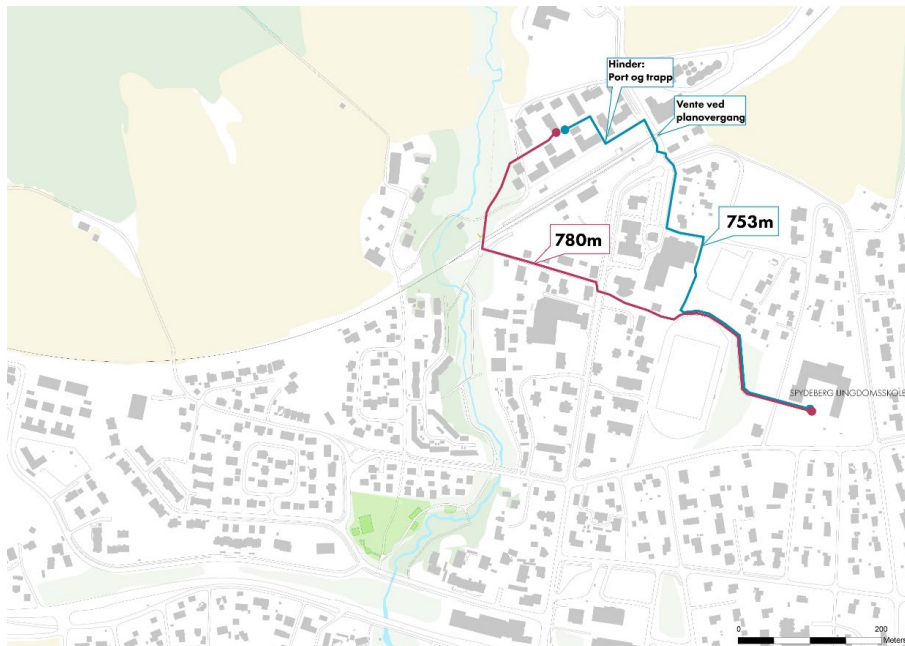 Hinder:
Port og trapp
Vente ved
planovergang
780m
753m
SPYDEBERG UNGDOMSSKOLE
0
200
Meters